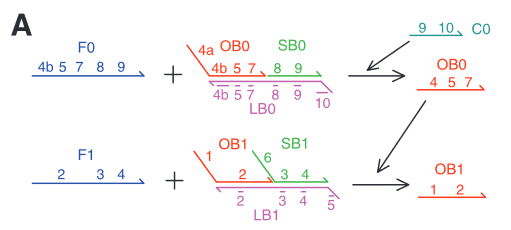 A
9 10 C0
F0
4a OB0 SB0
OB0
4b 5 7 8 9
4b 5 7 8 9
4 5 7
4b 5 7 8 9 10
LB0
F1
1 OB1 6 SB1
OB1
2 3 4
2 3 4
1 2
2 3 4 5
LB1